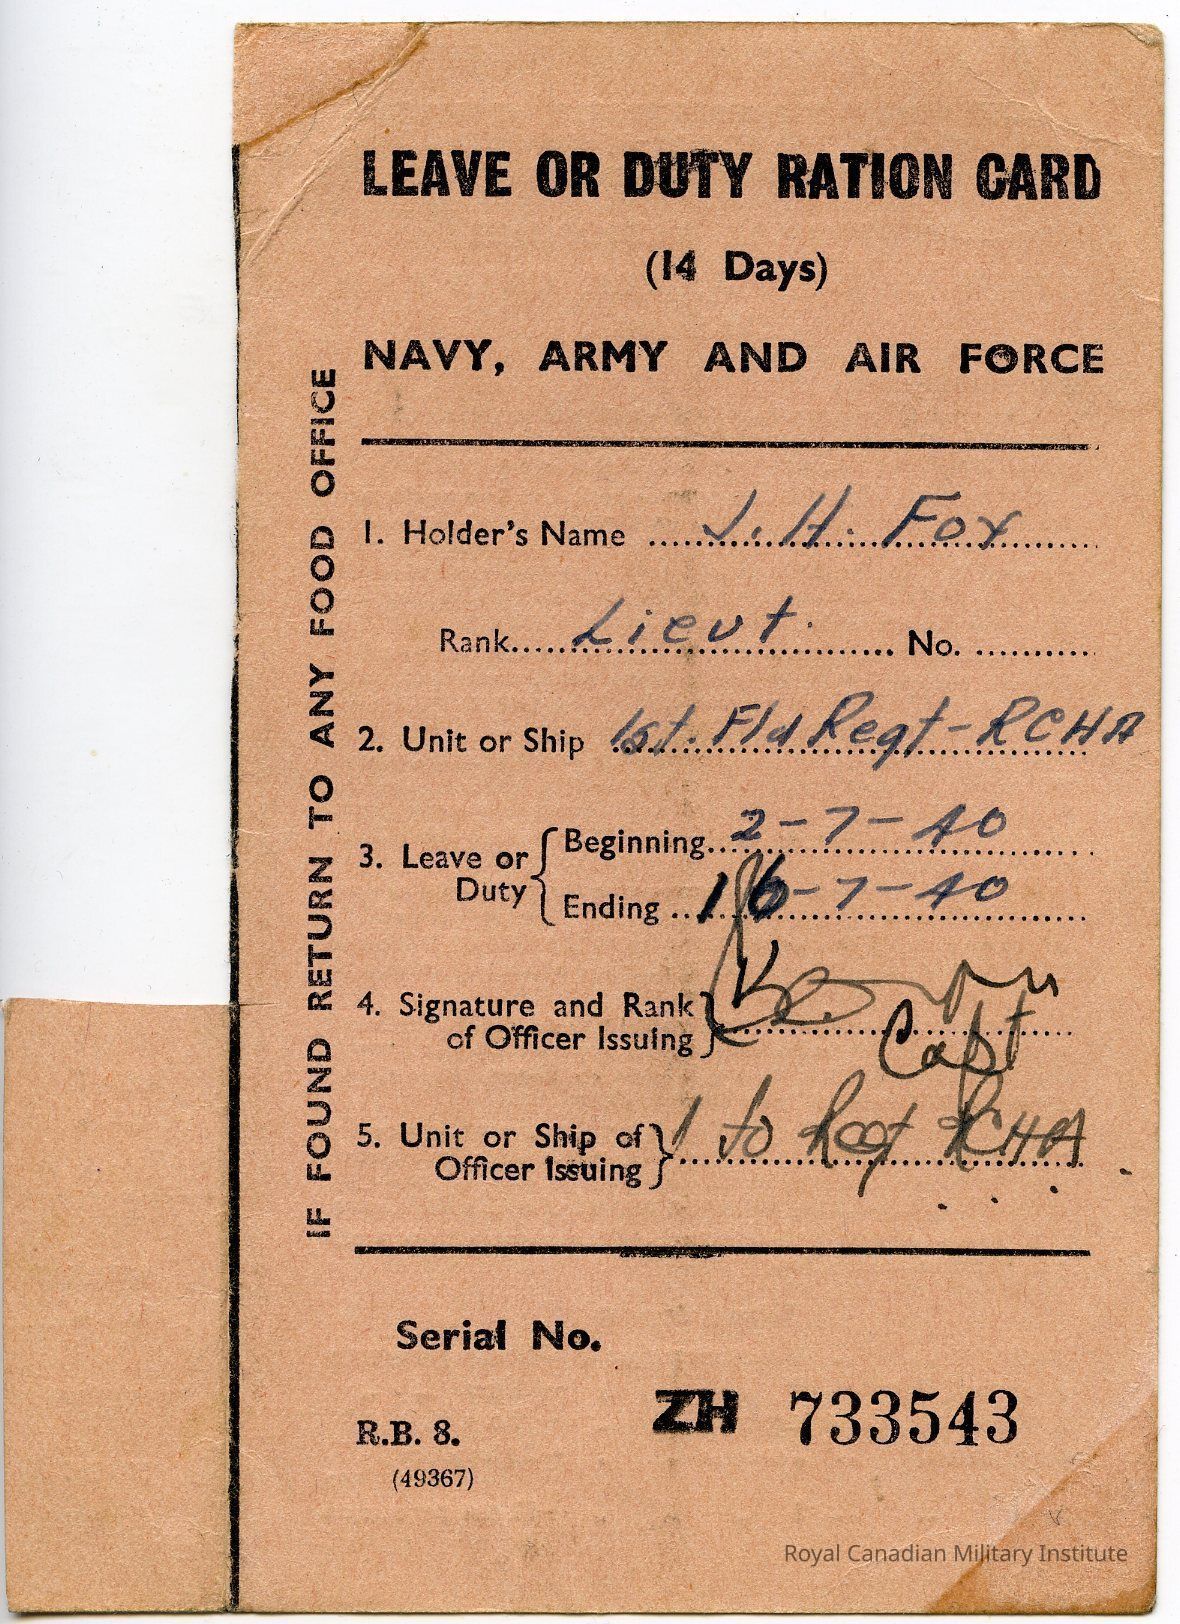 LEAVE OR DUTY RATION CARD
(14 Days)
NAVY, ARMY AND AIR FORCE
IF FOUND RETURN TO ANY FOOD OFFICE
1. Holder's Name J. H. Fox
Rank Lieut. No.
2. Unit or Ship 1st. Fld Regt - RCHA
3. Leave or Duty { Beginning 2-7-40
Ending 16-7-40
4. Signature and Rank
of Officer Issuing }
Capt
5. Unit or Ship of
Officer Issuing } 1 Regt RCHA
Serial No.
ZH 733543
R.B. 8.
(49367)
Royal Canadian Military Institute